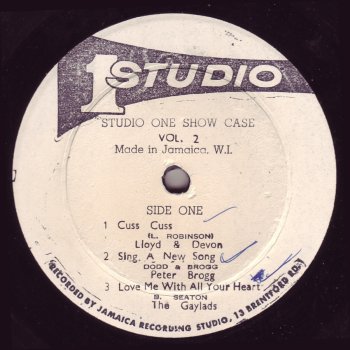 1 STUDIO
"STUDIO ONE SHOW CASE
VOL. 2
Made in Jamaica, W.I.
SIDE ONE
1 Cuss Cuss
(L. ROBINSON)
Lloyd & Devon
2 Sing. A New Song
DODD & BROGG
Peter Brogg
3 Love Me With All Your Heart
B. SEATON
The Gaylads
RECORDED BY JAMAICA RECORDING STUDIO, 13 BRENTFORD RD.